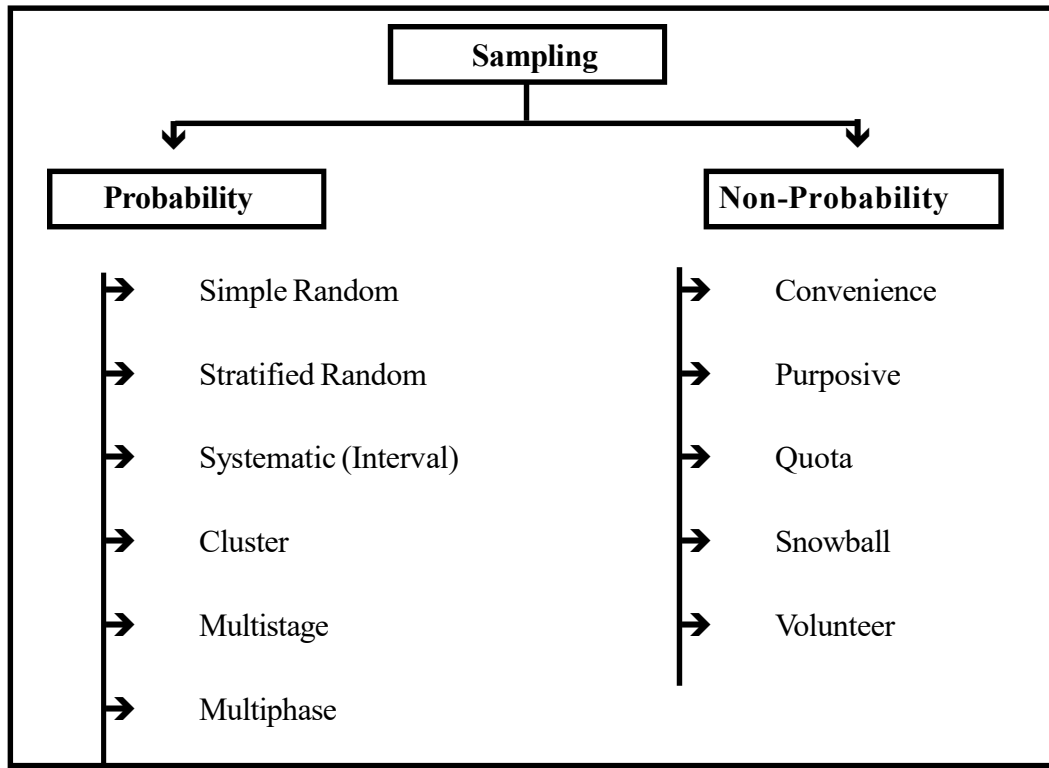 Sampling
Probability
Simple Random
Stratified Random
Systematic (Interval)
Cluster
Multistage
Multiphase
Non-Probability
Convenience
Purposive
Quota
Snowball
Volunteer